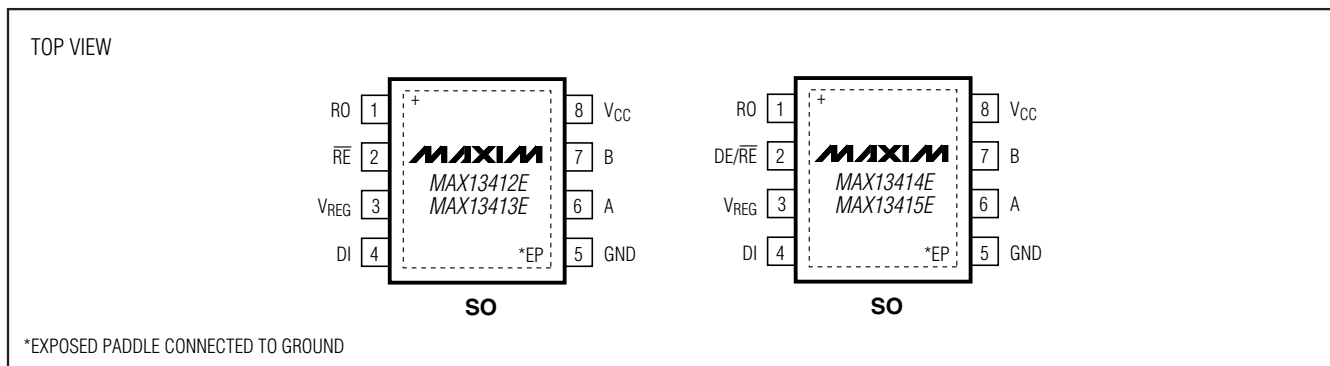 TOP VIEW
RO 1
+
8 VCC
R̅E̅ 2
MAXIM
7 B
MAX13412E
MAX13413E
VREG 3
6 A
DI 4
*EP
5 GND
SO
RO 1
+
8 VCC
DE/R̅E̅ 2
MAXIM
7 B
MAX13414E
MAX13415E
VREG 3
6 A
DI 4
*EP
5 GND
SO
*EXPOSED PADDLE CONNECTED TO GROUND